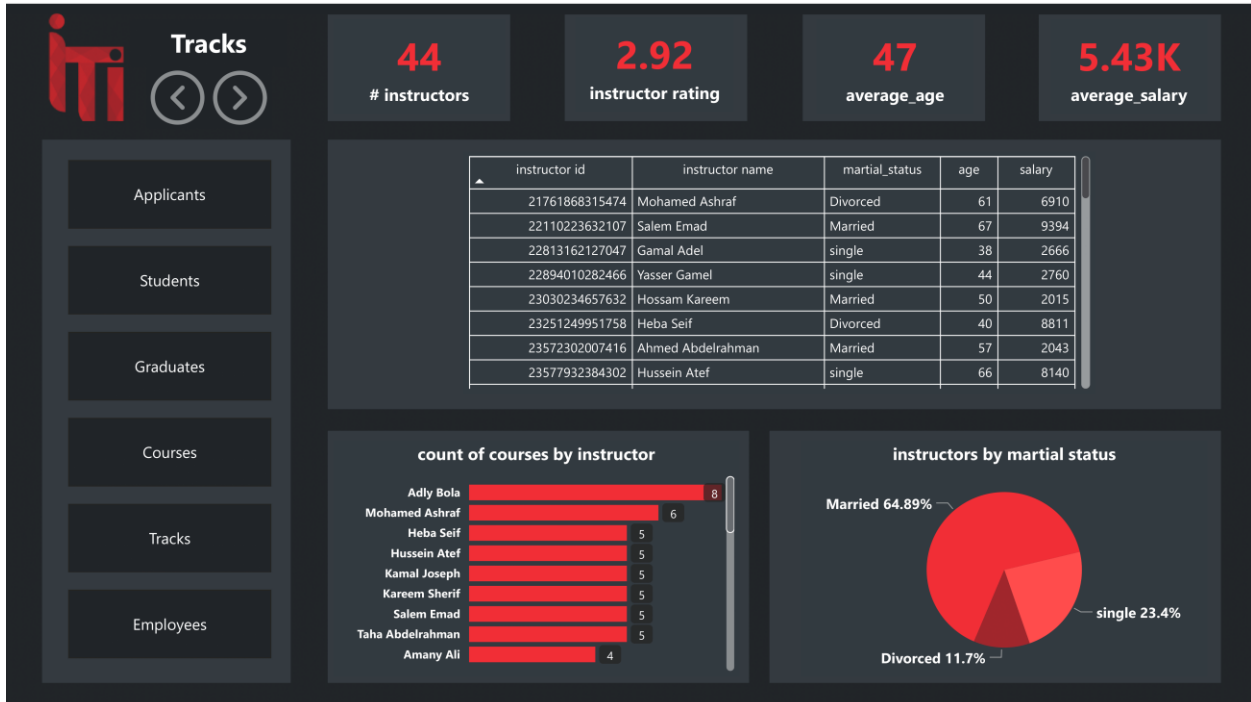 iTi
Tracks
44
# instructors
2.92
instructor rating
47
average_age
5.43K
average_salary
Applicants
Students
Graduates
Courses
Tracks
Employees
instructor id instructor name martial_status age salary
21761868315474 Mohamed Ashraf Divorced 61 6910
22110223632107 Salem Emad Married 67 9394
22813162127047 Gamal Adel single 38 2666
22894010282466 Yasser Gamel single 44 2760
23030234657632 Hossam Kareem Married 50 2015
23251249951758 Heba Seif Divorced 40 8811
23572302007416 Ahmed Abdelrahman Married 57 2043
23577932384302 Hussein Atef single 66 8140
count of courses by instructor
Adly Bola 8
Mohamed Ashraf 6
Heba Seif 5
Hussein Atef 5
Kamal Joseph 5
Kareem Sherif 5
Salem Emad 5
Taha Abdelrahman 5
Amany Ali 4
instructors by martial status
Married 64.89%
single 23.4%
Divorced 11.7%